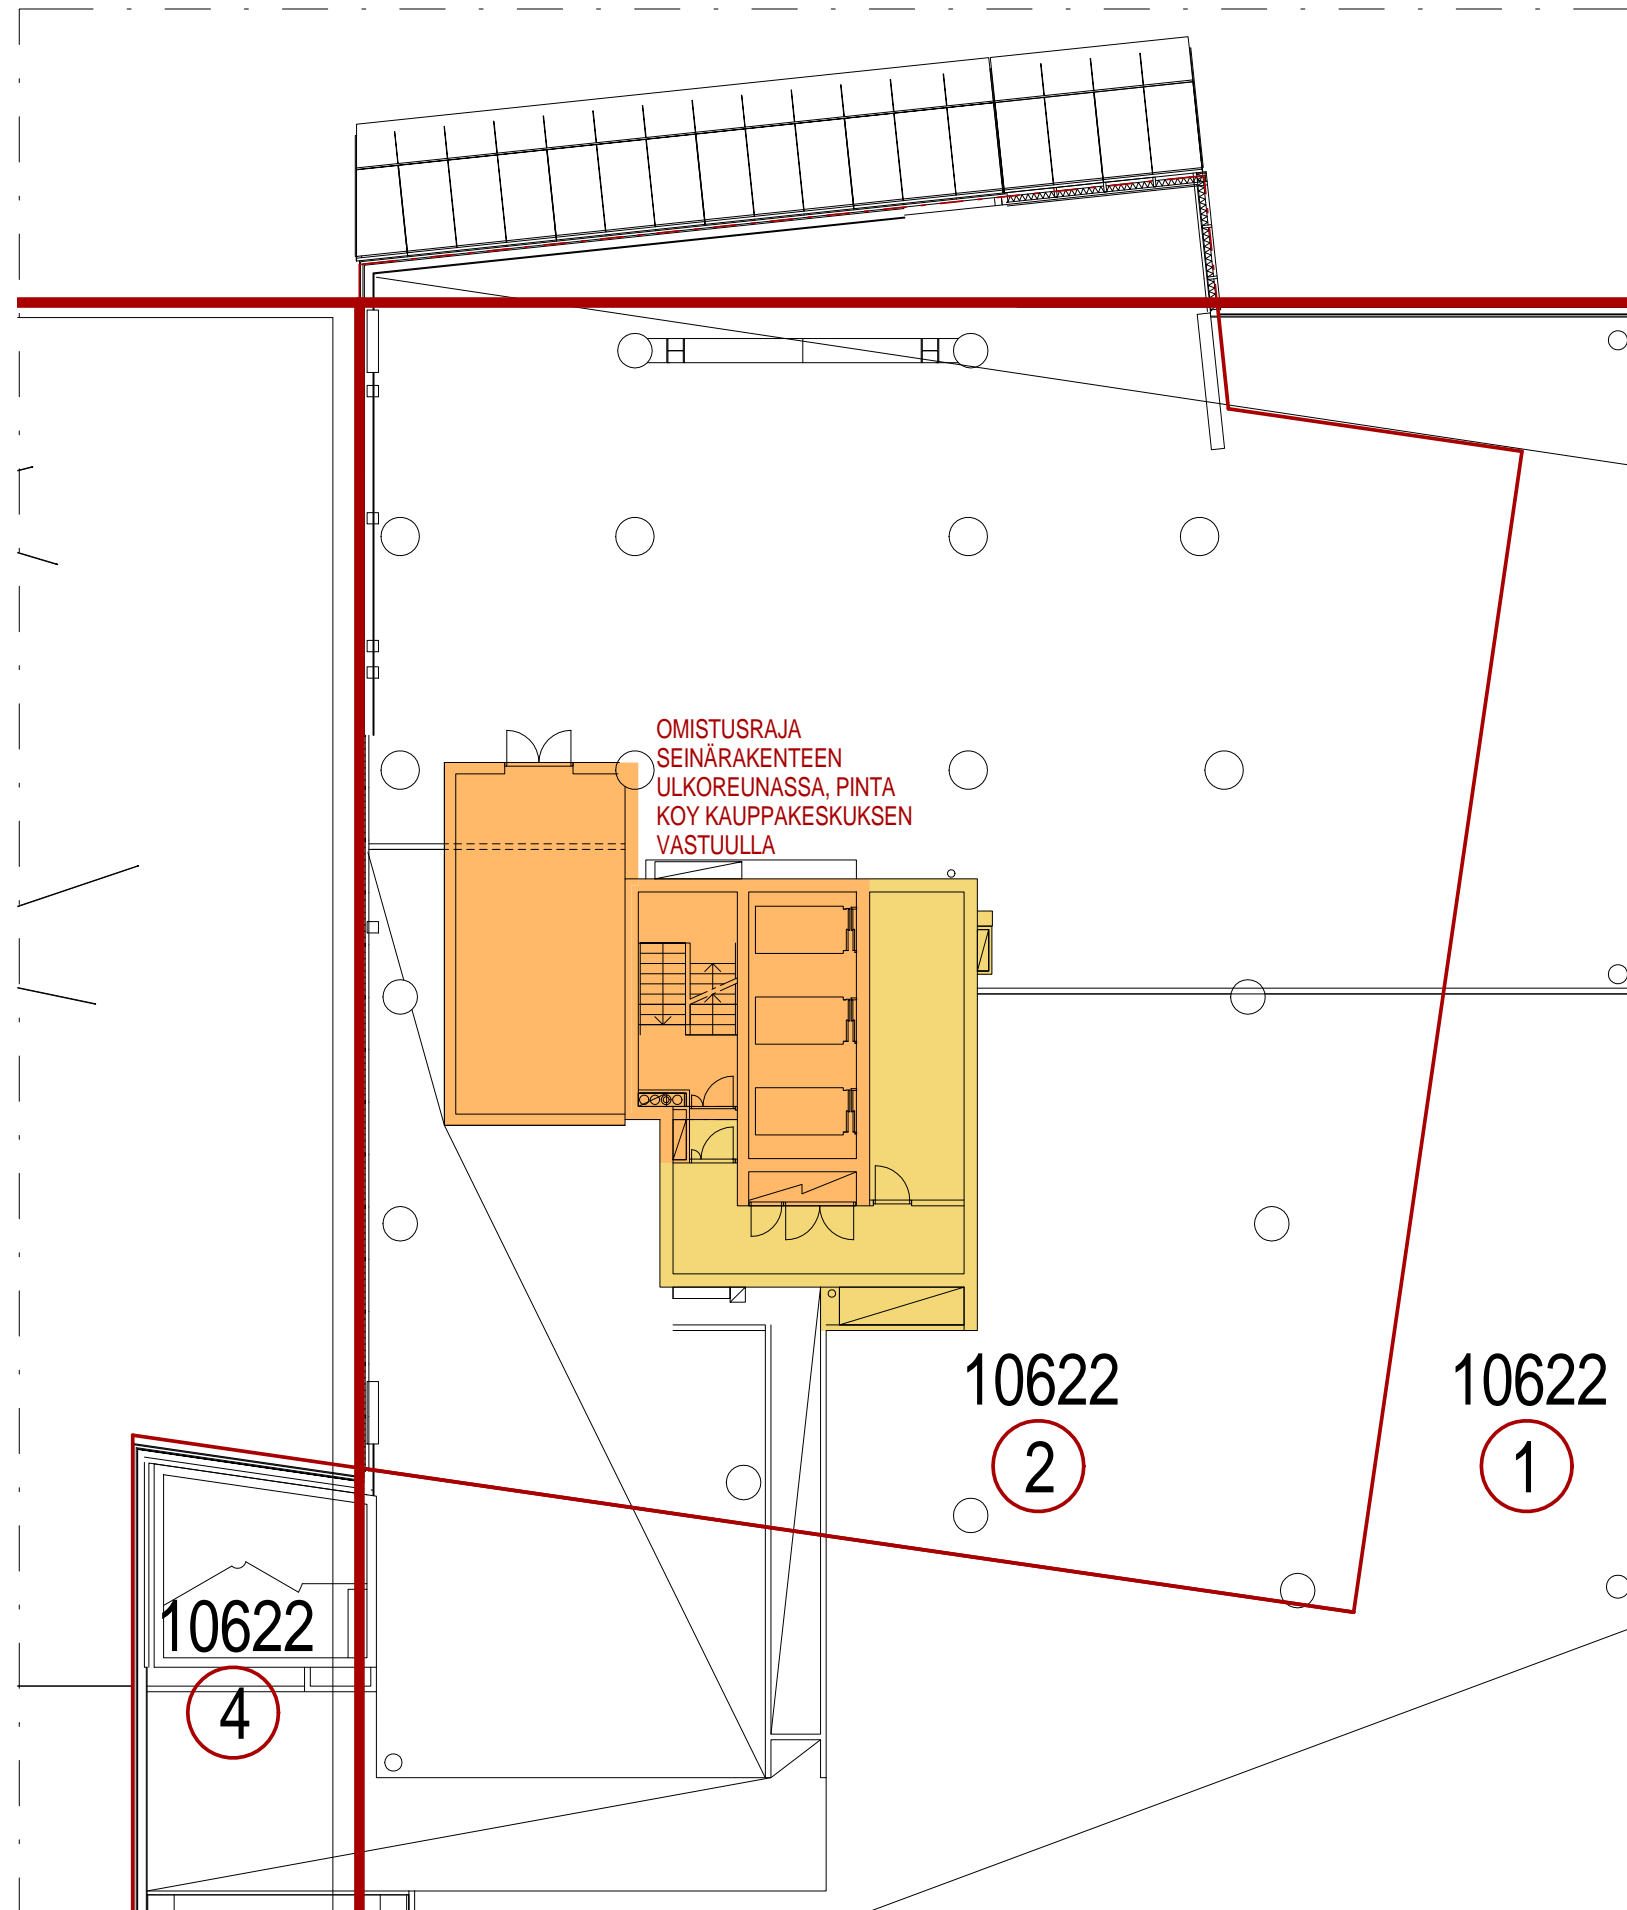 OMISTUSRAJA
SEINÄRAKENTEEN
ULKOREUNASSA, PINTA
KOY KAUPPAKESKUKSEN
VASTUULLA
10622
2
10622
1
10622
4